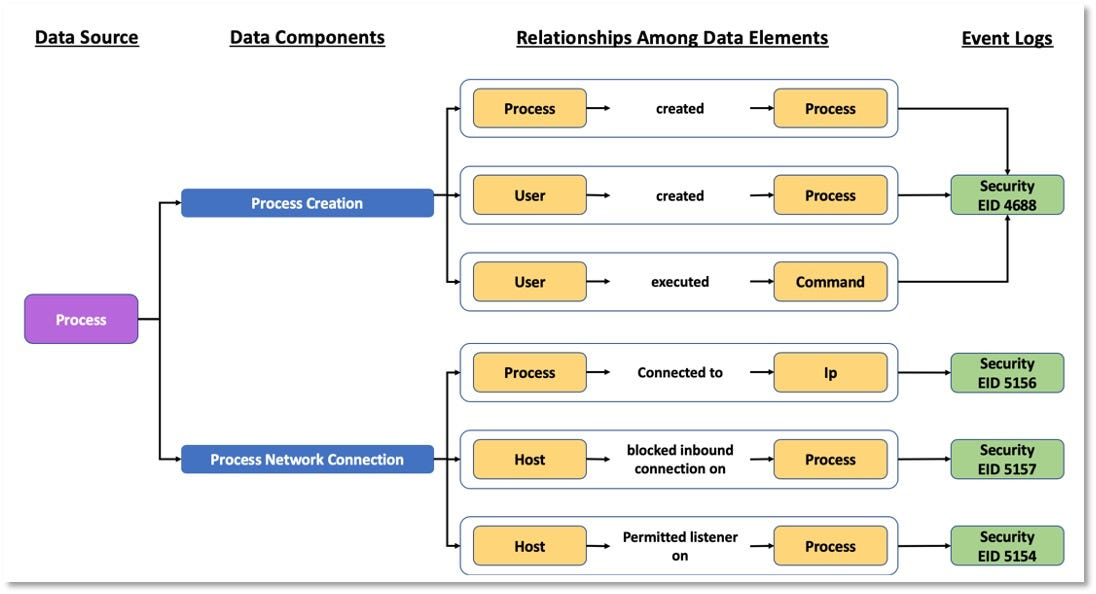 Data Source
Data Components
Relationships Among Data Elements
Event Logs
Process
created
Process
Process Creation
User
created
Process
Security
EID 4688
User
executed
Command
Process
Process
Connected to
Ip
Security
EID 5156
Process Network Connection
Host
blocked inbound
connection on
Process
Security
EID 5157
Host
Permitted listener
on
Process
Security
EID 5154